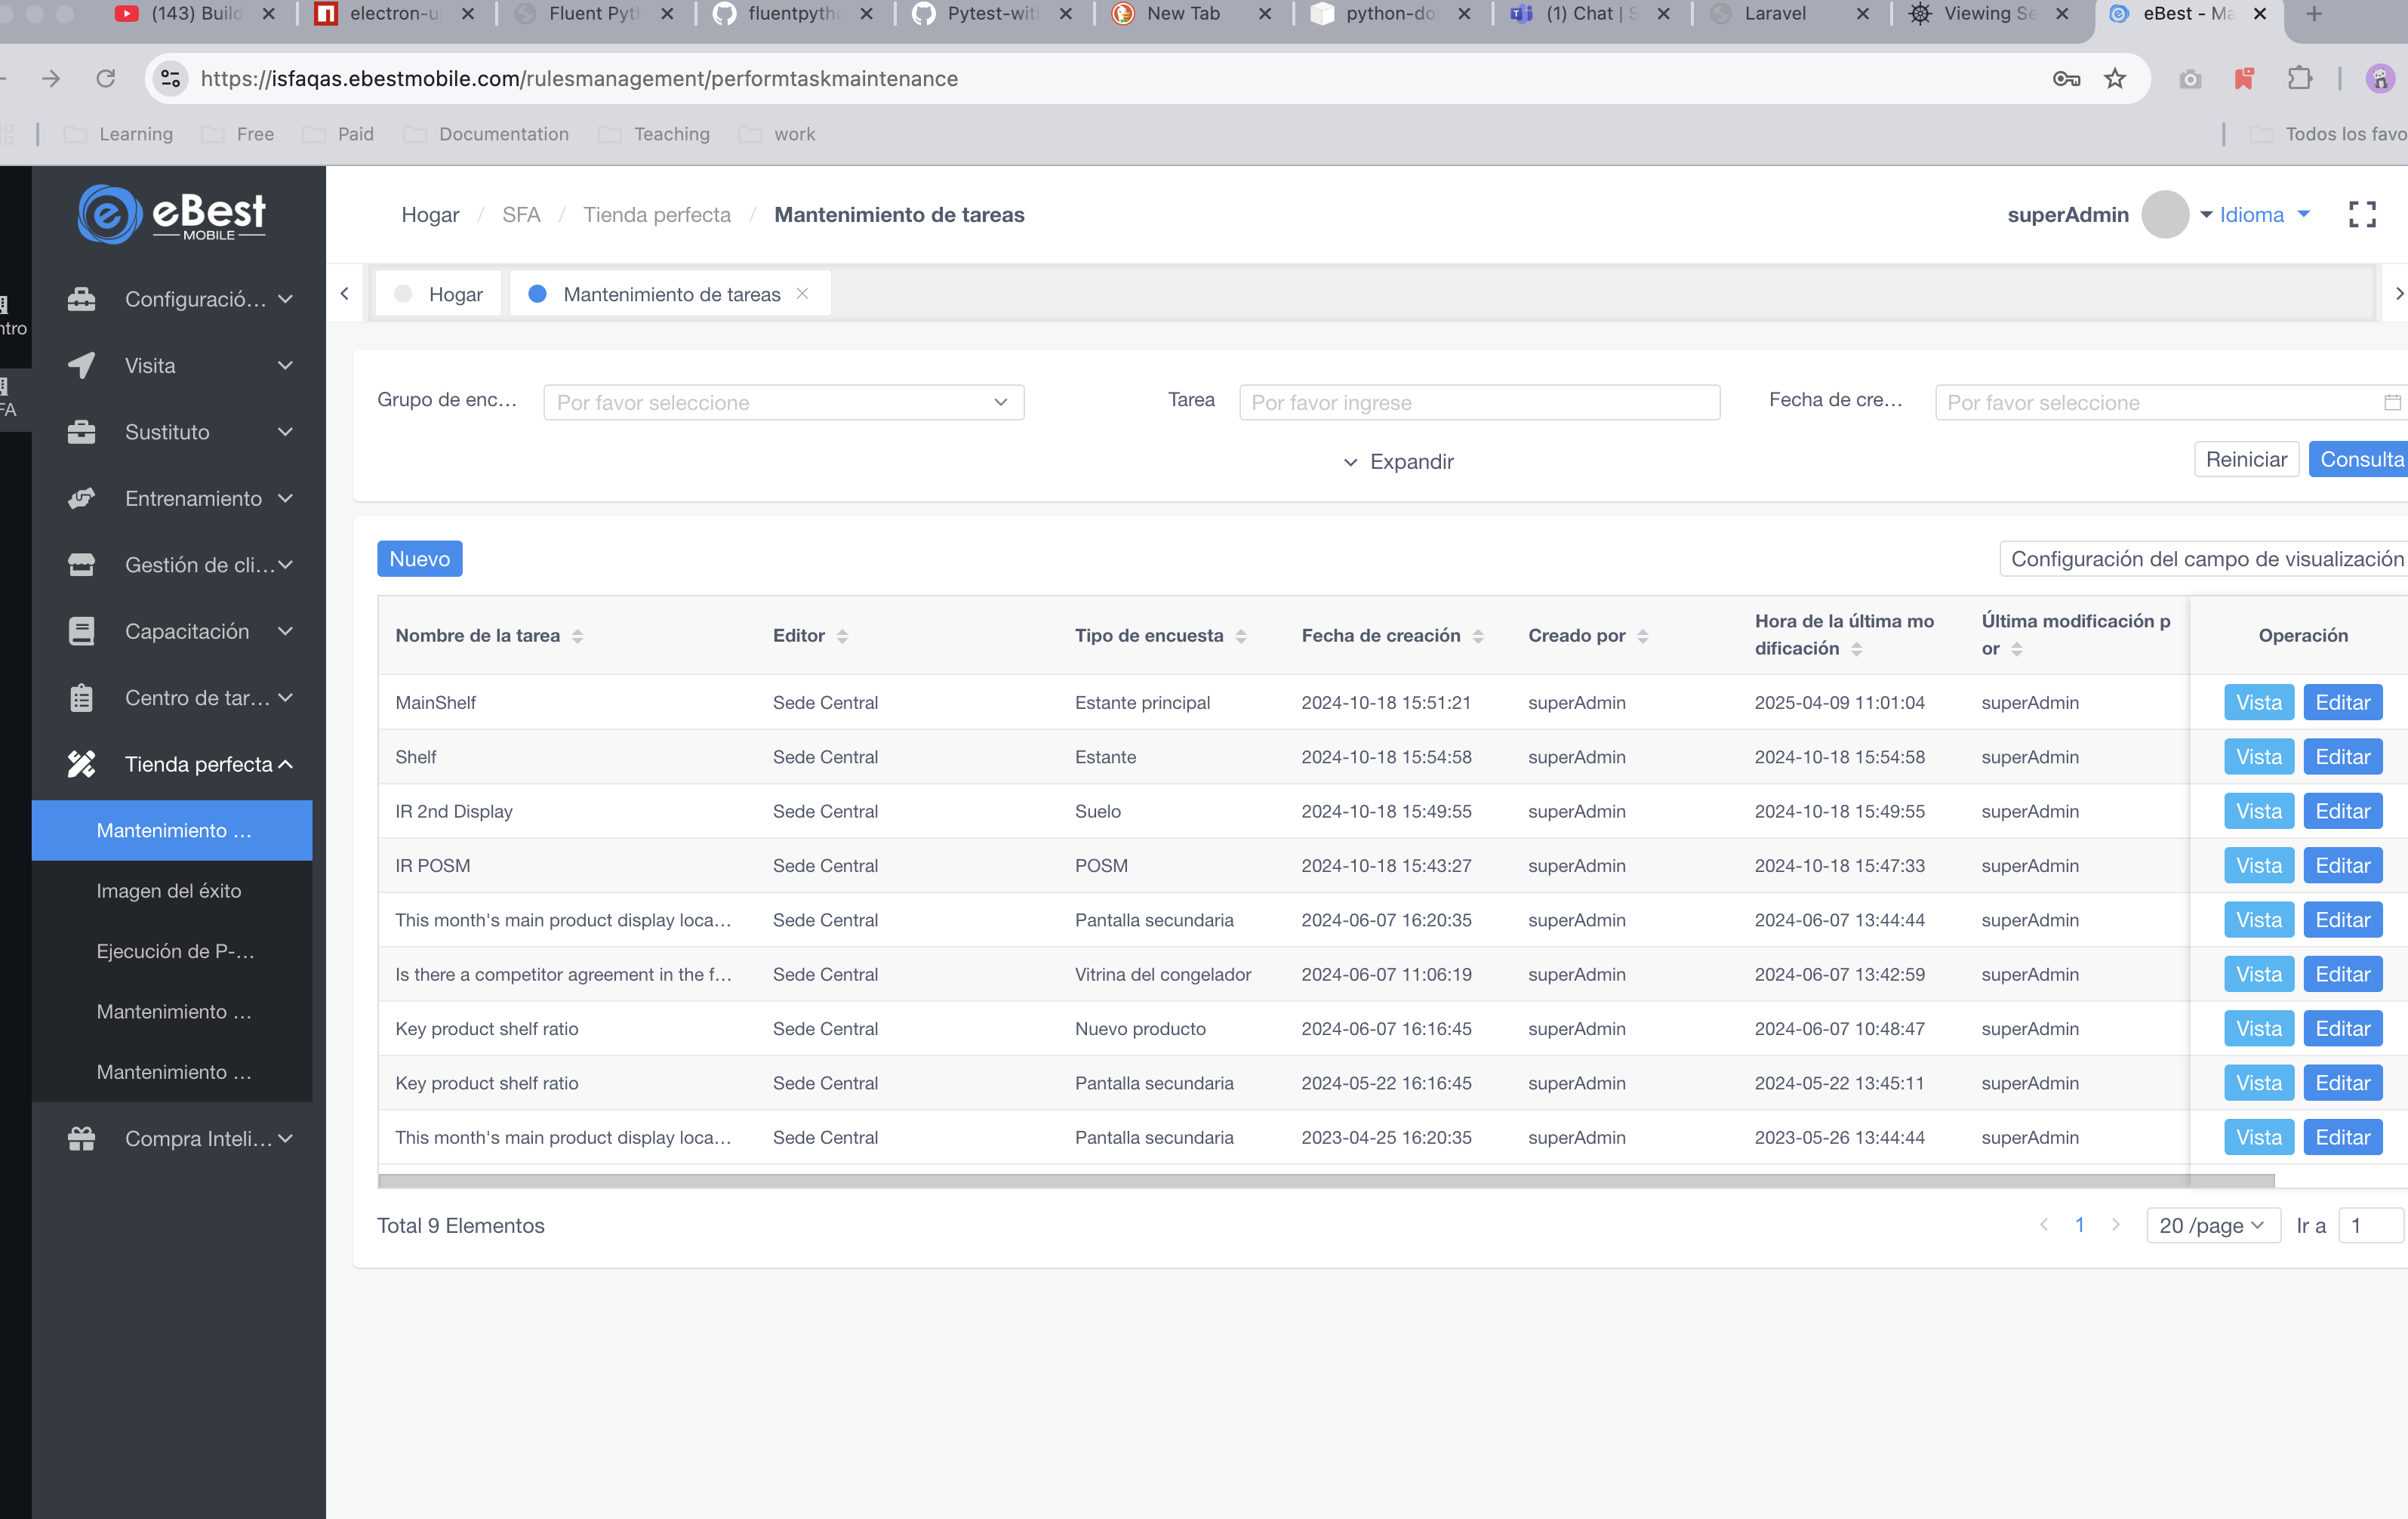 (143) Build
electron-u
Fluent Pyth
fluentpytho
Pytest-wit
New Tab
python-do
(1) Chat | S
Laravel
Viewing Se
eBest - Ma
https://isfaqas.ebestmobile.com/rulesmanagement/performtaskmaintenance
Learning
Free
Paid
Documentation
Teaching
work
Todos los favo
eBest
MOBILE
ntro
FA
Configuració...
Visita
Sustituto
Entrenamiento
Gestión de cli...
Capacitación
Centro de tar...
Tienda perfecta
Mantenimiento ...
Imagen del éxito
Ejecución de P-...
Mantenimiento ...
Mantenimiento ...
Compra Inteli...
Hogar / SFA / Tienda perfecta / Mantenimiento de tareas
superAdmin
Idioma
Hogar
Mantenimiento de tareas
Grupo de enc... Por favor seleccione
Tarea Por favor ingrese
Fecha de cre... Por favor seleccione
Expandir
Reiniciar
Consulta
Nuevo
Configuración del campo de visualización
Nombre de la tarea Editor Tipo de encuesta Fecha de creación Creado por Hora de la última mo
dificación Última modificación p
or Operación
MainShelf Sede Central Estante principal 2024-10-18 15:51:21 superAdmin 2025-04-09 11:01:04 superAdmin Vista Editar
Shelf Sede Central Estante 2024-10-18 15:54:58 superAdmin 2024-10-18 15:54:58 superAdmin Vista Editar
IR 2nd Display Sede Central Suelo 2024-10-18 15:49:55 superAdmin 2024-10-18 15:49:55 superAdmin Vista Editar
IR POSM Sede Central POSM 2024-10-18 15:43:27 superAdmin 2024-10-18 15:47:33 superAdmin Vista Editar
This month's main product display loca... Sede Central Pantalla secundaria 2024-06-07 16:20:35 superAdmin 2024-06-07 13:44:44 superAdmin Vista Editar
Is there a competitor agreement in the f... Sede Central Vitrina del congelador 2024-06-07 11:06:19 superAdmin 2024-06-07 13:42:59 superAdmin Vista Editar
Key product shelf ratio Sede Central Nuevo producto 2024-06-07 16:16:45 superAdmin 2024-06-07 10:48:47 superAdmin Vista Editar
Key product shelf ratio Sede Central Pantalla secundaria 2024-05-22 16:16:45 superAdmin 2024-05-22 13:45:11 superAdmin Vista Editar
This month's main product display loca... Sede Central Pantalla secundaria 2023-04-25 16:20:35 superAdmin 2023-05-26 13:44:44 superAdmin Vista Editar
Total 9 Elementos
1
20 /page
Ir a 1